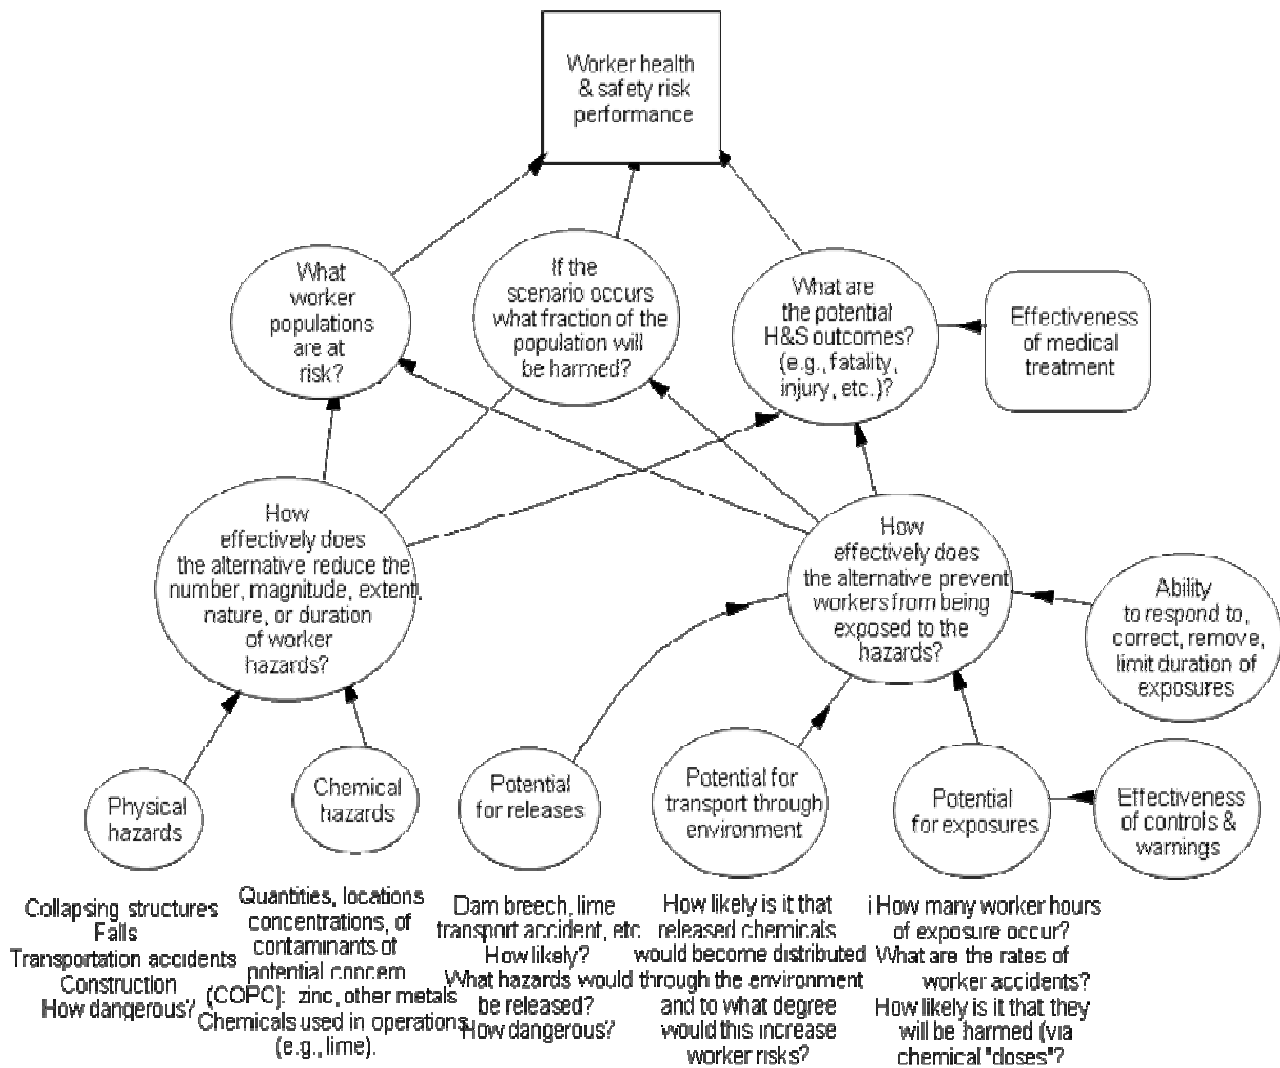 Worker health
& safety risk
performance
What
worker
populations
are at
risk?
If the
scenario occurs
what fraction of the
population will
be harmed?
What are
the potential
H&S outcomes?
(e.g., fatality,
injury, etc.)?
Effectiveness
of medical
treatment
How
effectively does
the alternative reduce the
number, magnitude, extent,
nature, or duration
of worker
hazards?
How
effectively does
the alternative prevent
workers from being
exposed to the
hazards?
Ability
to respond to,
correct, remove,
limit duration of
exposures
Physical
hazards
Chemical
hazards
Potential
for releases
Potential for
transport through
environment
Potential
for exposures
Effectiveness
of controls &
warnings
Collapsing structures
Falls
Transportation accidents
Construction
How dangerous?
Quantities, locations
concentrations, of
contaminants of
potential concern
(COPC): zinc, other metals
Chemicals used in operations
(e.g., lime).
Dam breech, lime
transport accident, etc
How likely?
What hazards would
be released?
How dangerous?
How likely is it that
released chemicals
would become distributed
through the environment
and to what degree
would this increase
worker risks?
How many worker hours
of exposure occur?
What are the rates of
worker accidents?
How likely is it that they
will be harmed (via
chemical "doses"?